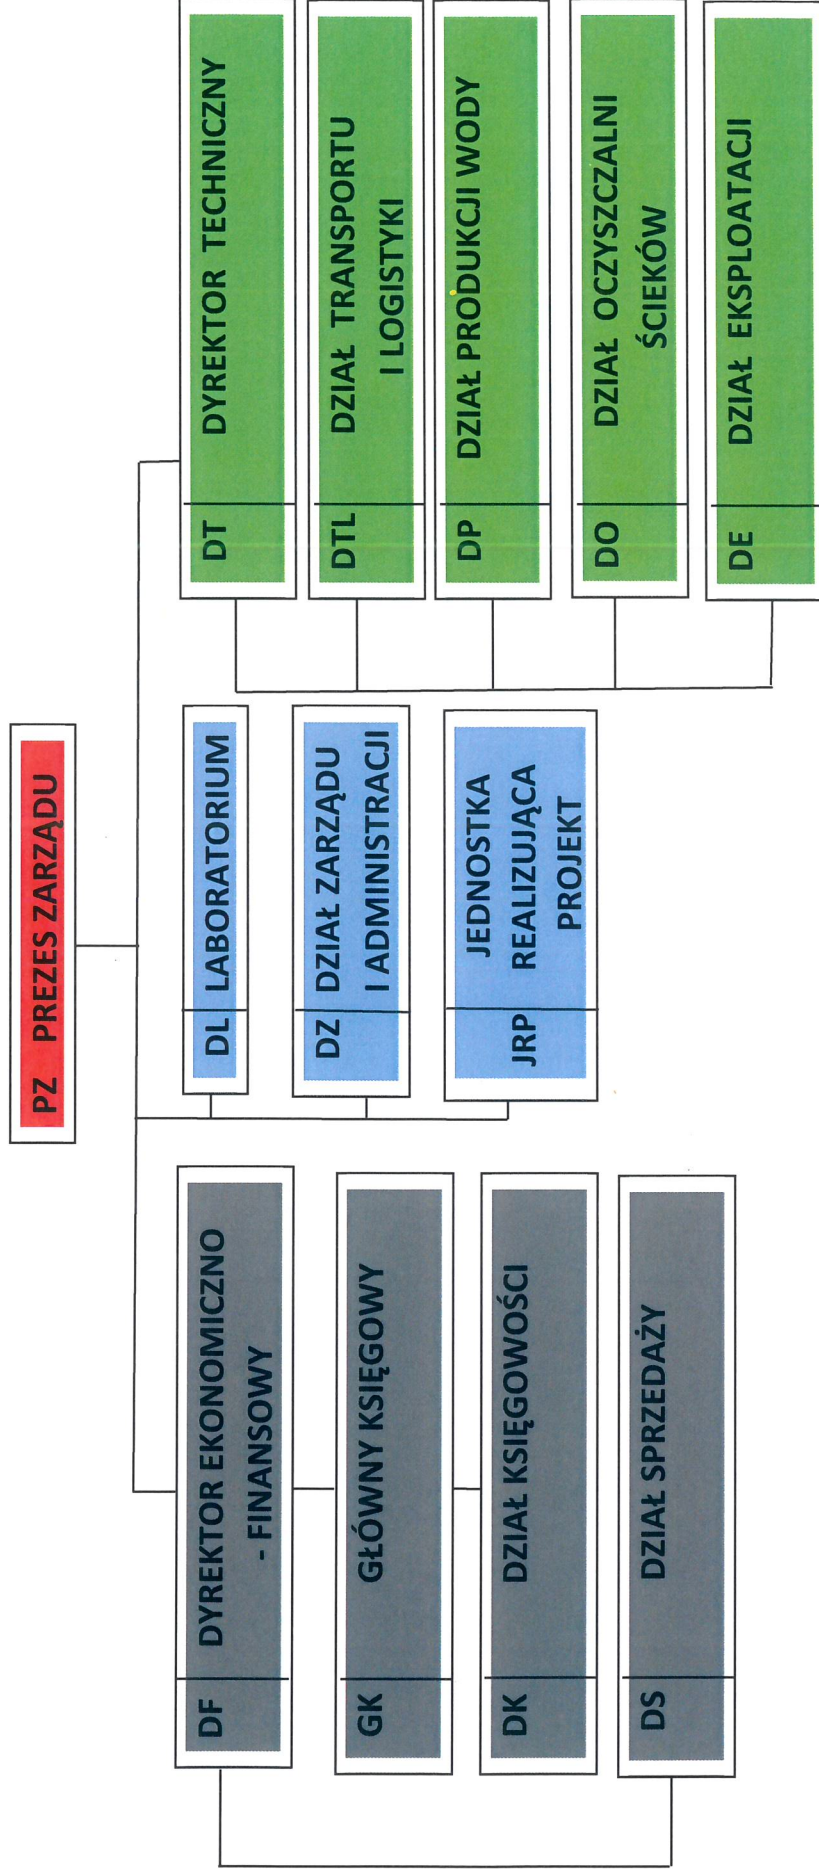 PZ PREZES ZARZĄDU
DF DYREKTOR EKONOMICZNO
- FINANSOWY
GK GŁÓWNY KSIĘGOWY
DK DZIAŁ KSIĘGOWOŚCI
DS DZIAŁ SPRZEDAŻY
DL LABORATORIUM
DZ DZIAŁ ZARZĄDU
I ADMINISTRACJI
JEDNOSTKA
JRP REALIZUJĄCA
PROJEKT
DT DYREKTOR TECHNICZNY
DTL DZIAŁ TRANSPORTU
I LOGISTYKI
DP DZIAŁ PRODUKCJI WODY
DO DZIAŁ OCZYSZCZALNI
ŚCIEKÓW
DE DZIAŁ EKSPLOATACJI